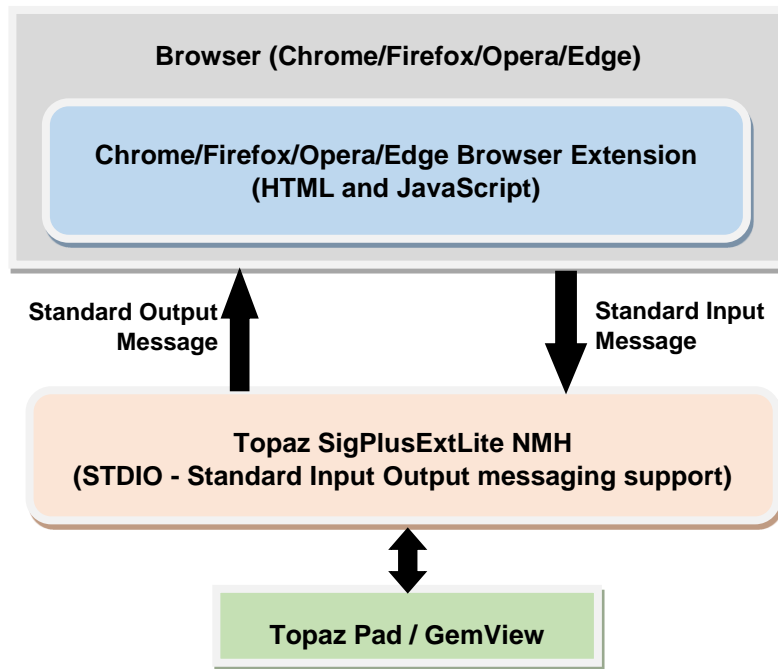 Browser (Chrome/Firefox/Opera/Edge)
Chrome/Firefox/Opera/Edge Browser Extension
(HTML and JavaScript)
Standard Output
Message
Standard Input
Message
Topaz SigPlusExtLite NMH
(STDIO - Standard Input Output messaging support)
Topaz Pad / GemView